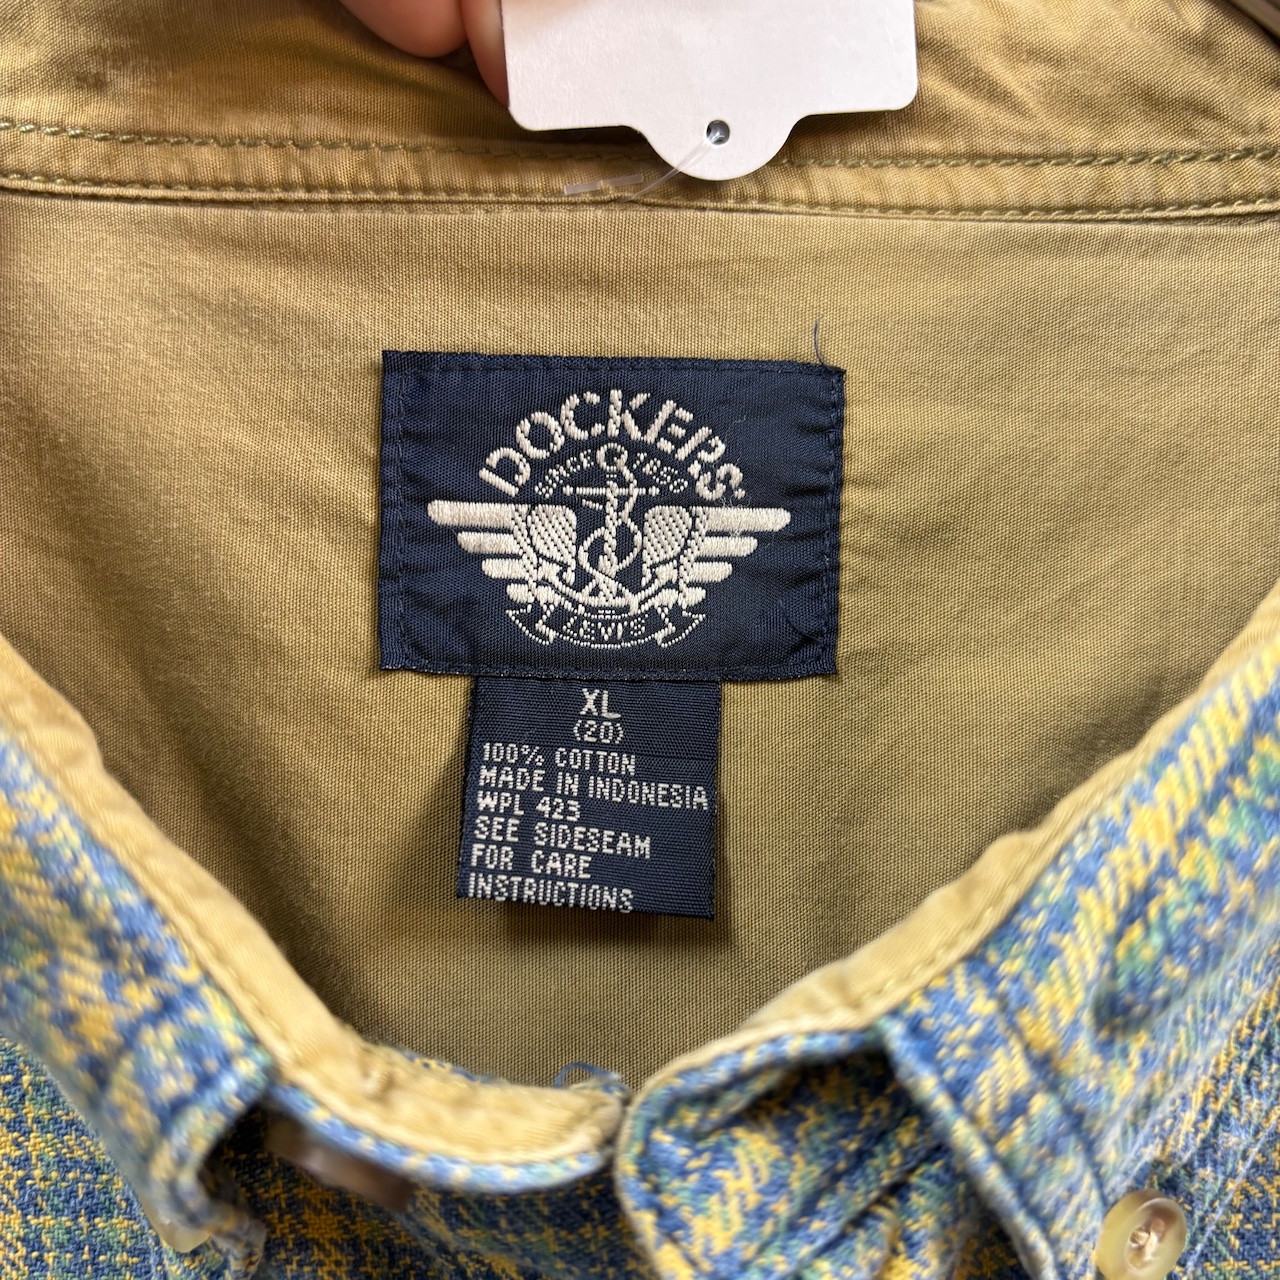 DOCKERS
SINCE 1850
LEVI'S
XL
(20)
100% COTTON
MADE IN INDONESIA
WPL 423
SEE SIDESEAM
FOR CARE
INSTRUCTIONS